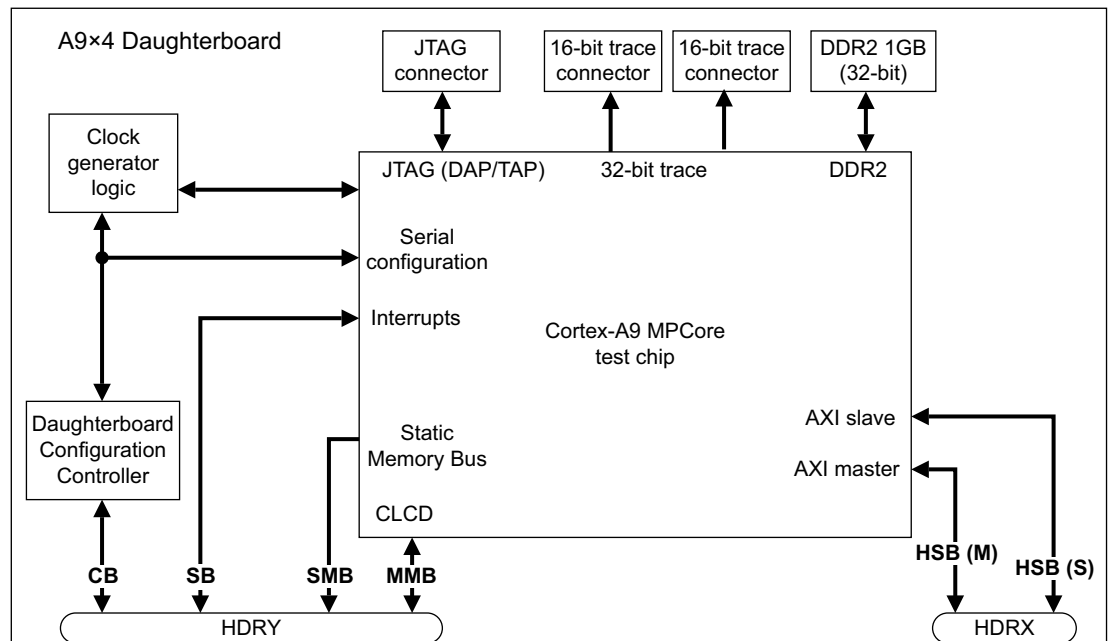 A9×4 Daughterboard
JTAG
connector
16-bit trace
connector
16-bit trace
connector
DDR2 1GB
(32-bit)
Clock
generator
logic
JTAG (DAP/TAP)
32-bit trace
DDR2
Serial
configuration
Interrupts
Cortex-A9 MPCore
test chip
Daughterboard
Configuration
Controller
Static
Memory Bus
AXI slave
AXI master
CLCD
HSB (M)
HSB (S)
CB
SB
SMB
MMB
HDRY
HDRX